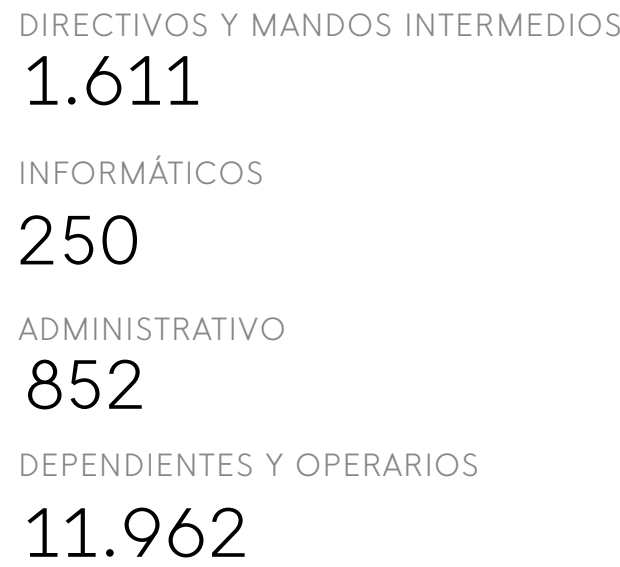 DIRECTIVOS Y MANDOS INTERMEDIOS
1.611
INFORMÁTICOS
250
ADMINISTRATIVO
852
DEPENDIENTES Y OPERARIOS
11.962